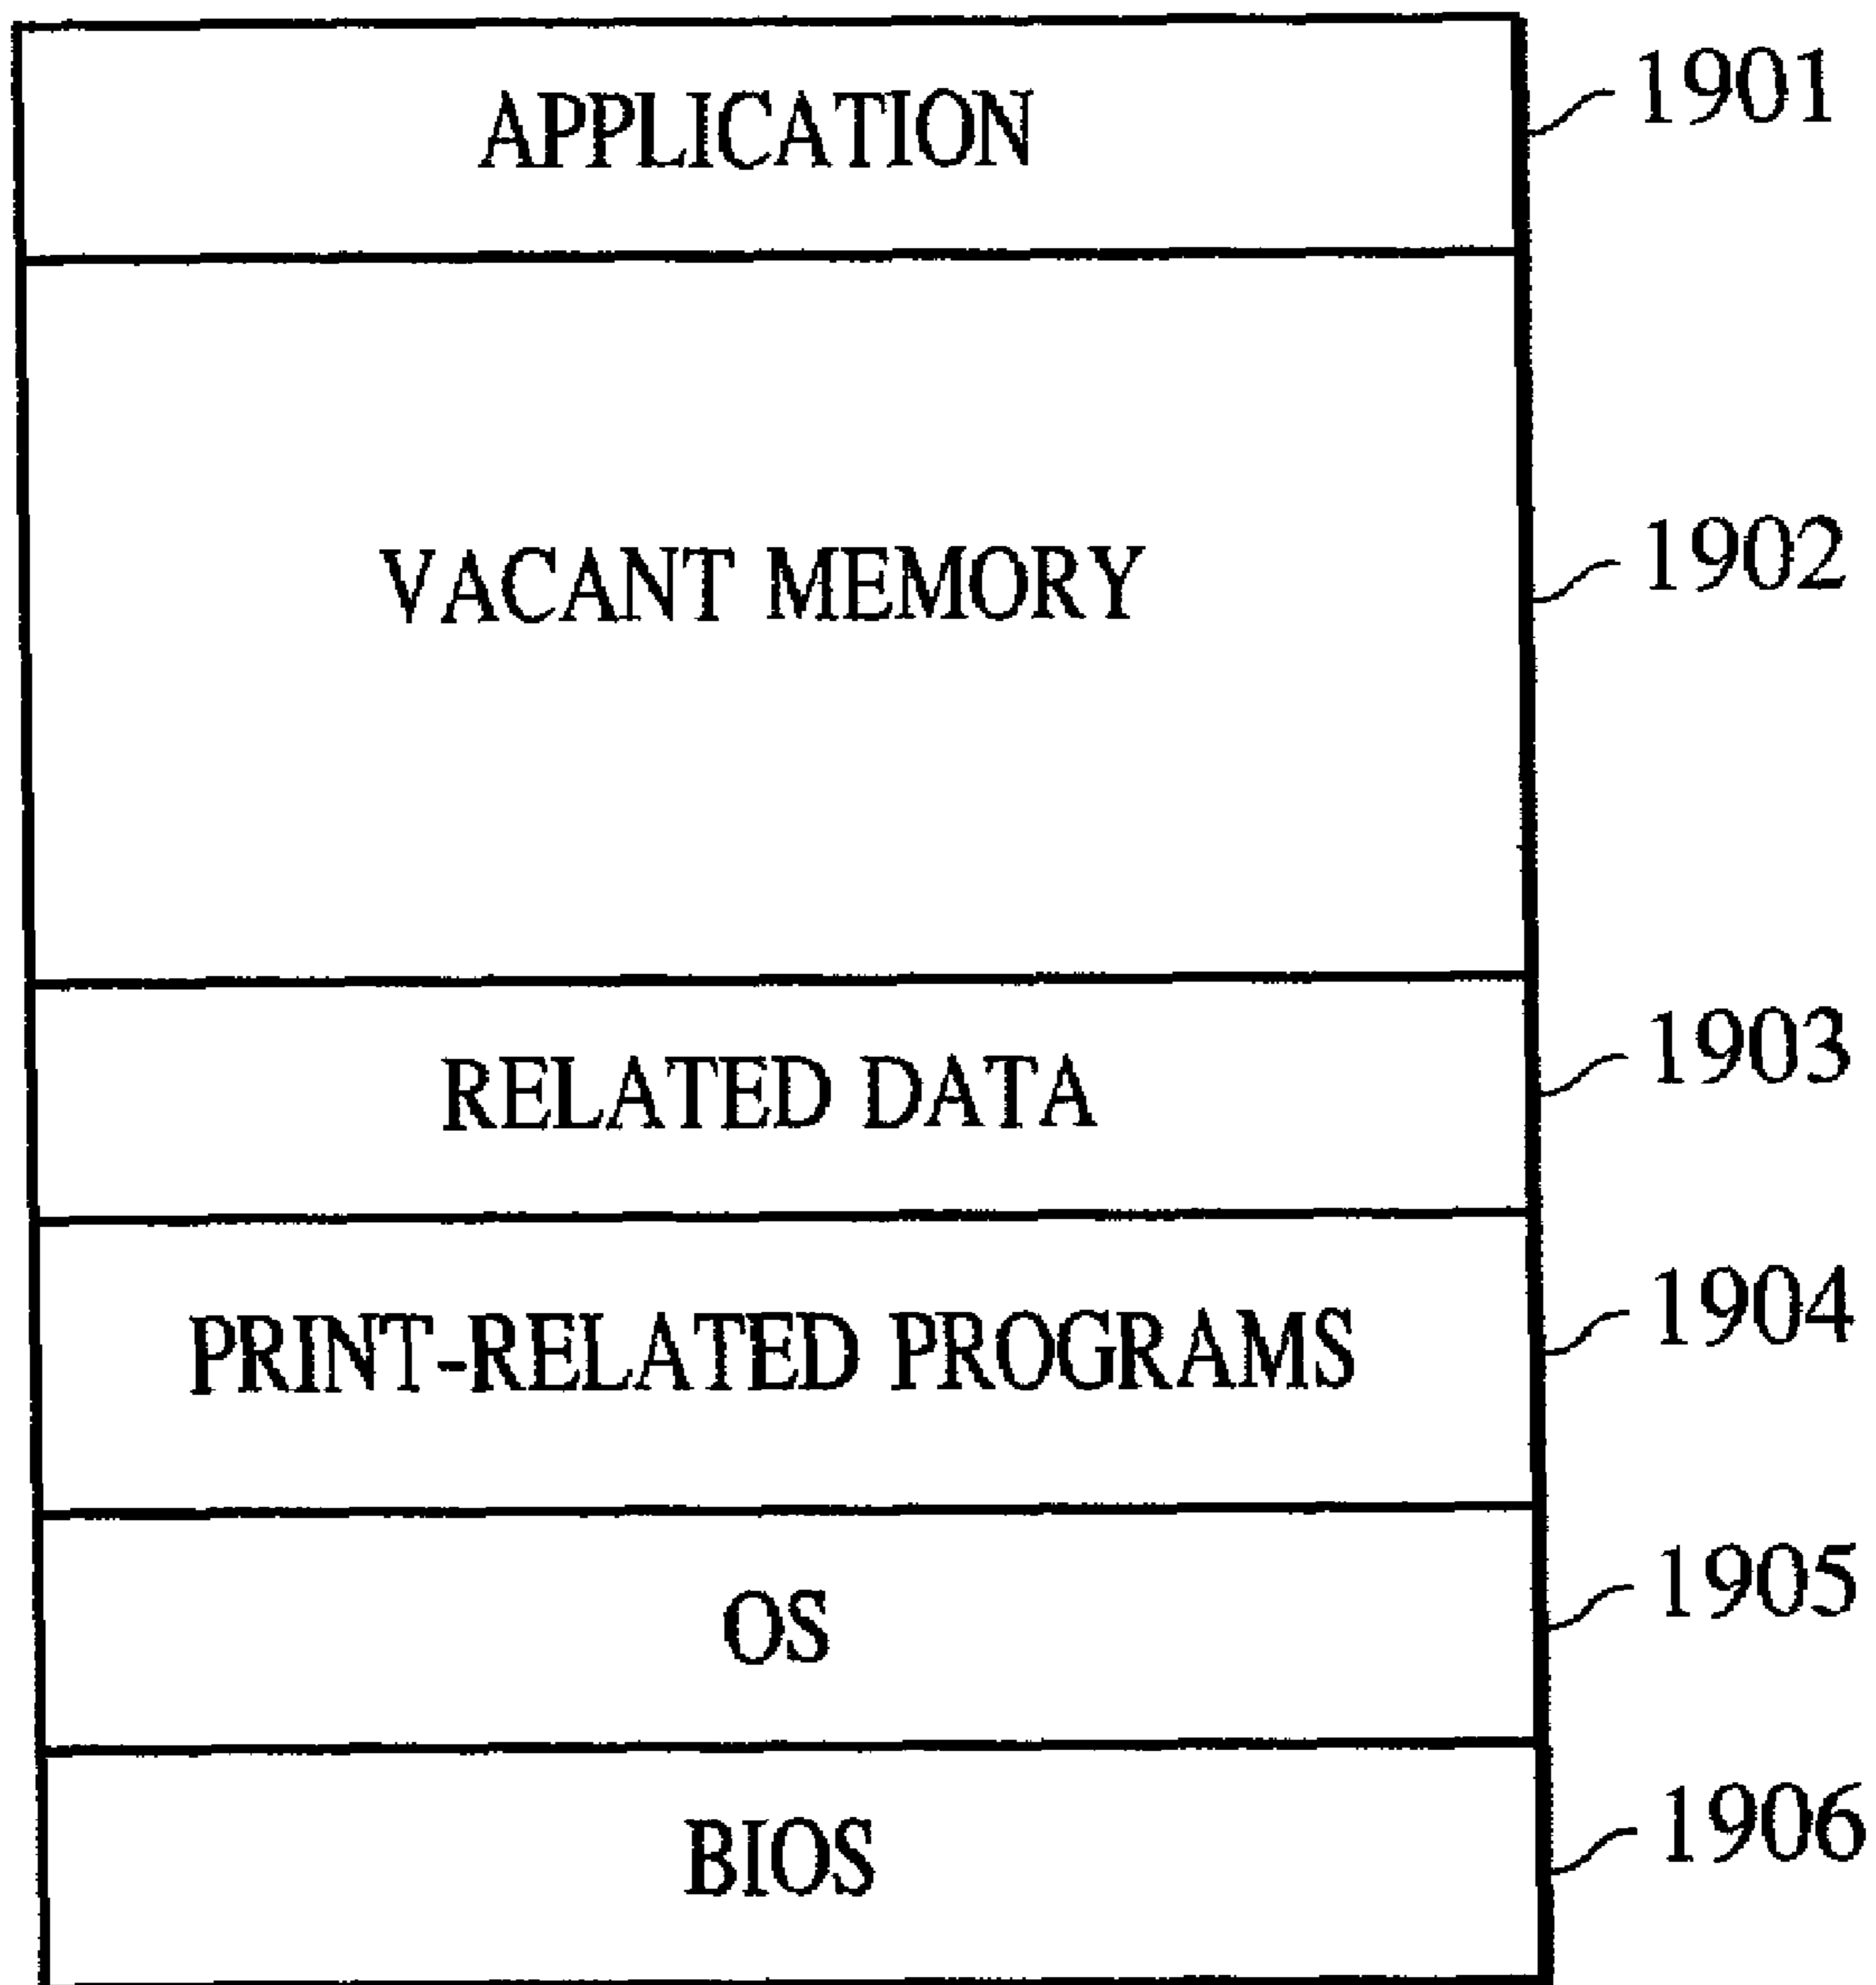 APPLICATION 1901
VACANT MEMORY 1902
RELATED DATA 1903
PRINT-RELATED PROGRAMS 1904
OS 1905
BIOS 1906